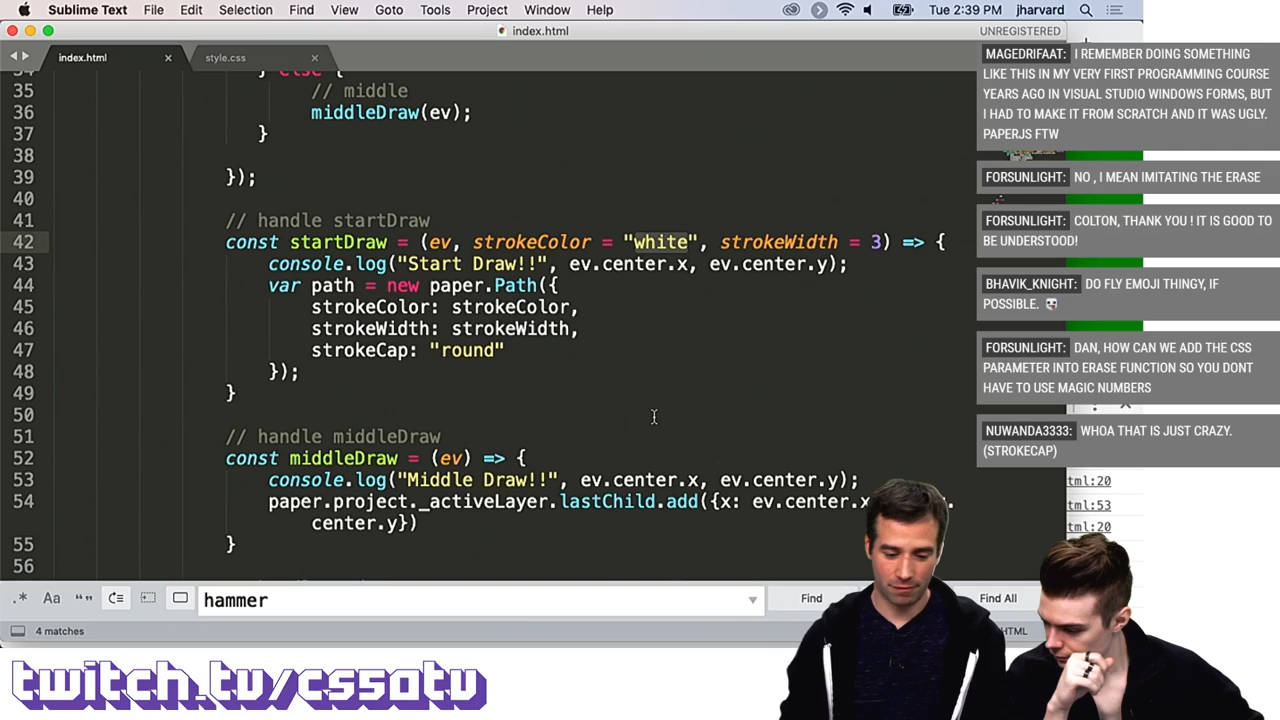 Sublime Text File Edit Selection Find View Goto Tools Project Window Help Tue 2:39 PM jharvard
index.html UNREGISTERED
index.html × style.css ×
35 // middle
36 middleDraw(ev);
37 }
38
39 });
40
41 // handle startDraw
42 const startDraw = (ev, strokeColor = "white", strokeWidth = 3) => {
43 console.log("Start Draw!!", ev.center.x, ev.center.y);
44 var path = new paper.Path({
45 strokeColor: strokeColor,
46 strokeWidth: strokeWidth,
47 strokeCap: "round"
48 });
49 }
50
51 // handle middleDraw
52 const middleDraw = (ev) => {
53 console.log("Middle Draw!!", ev.center.x, ev.center.y);
54 paper.project._activeLayer.lastChild.add({x: ev.center.x
center.y})
55 }
56
.* Aa “” hammer Find Find All
4 matches HTML
MAGEDRIFAAT: I REMEMBER DOING SOMETHING
LIKE THIS IN MY VERY FIRST PROGRAMMING COURSE
YEARS AGO IN VISUAL STUDIO WINDOWS FORMS, BUT
I HAD TO MAKE IT FROM SCRATCH AND IT WAS UGLY.
PAPERJS FTW
FORSUNLIGHT: NO , I MEAN IMITATING THE ERASE
FORSUNLIGHT: COLTON, THANK YOU ! IT IS GOOD TO
BE UNDERSTOOD!
BHAVIK_KNIGHT: DO FLY EMOJI THINGY, IF
POSSIBLE.
FORSUNLIGHT: DAN, HOW CAN WE ADD THE CSS
PARAMETER INTO ERASE FUNCTION SO YOU DONT
HAVE TO USE MAGIC NUMBERS
NUWANDA3333: WHOA THAT IS JUST CRAZY.
(STROKECAP)
tml:20
tml:53
tml:20
twitch.tv/cs50tv